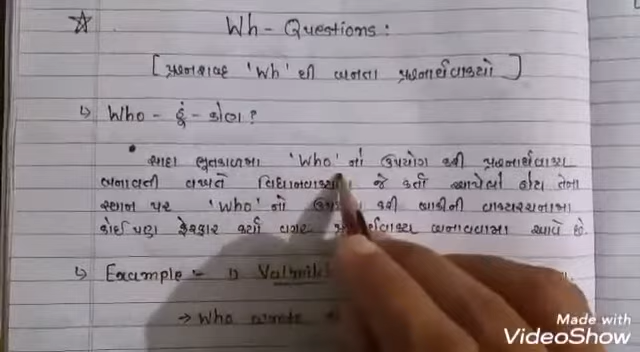 Wh - Questions:
[ પ્રશ્નશબ્દ 'Wh' થી બનતા પ્રશ્નાર્થવાક્યો ]
↳ Who - હું - કોણ?
• સાદા ભૂતકાળમા 'Who' નો ઉપયોગ કરી પ્રશ્નાર્થવાક્ય
બનાવતી વખતે વિધાનવાક્યમા જે કર્તા આપેલો હોય તેના
સ્થાન પર 'Who' નો કરી બાકીની વાક્યરચનામા
કોઈપણ ફેરફાર કર્યા વગર પ્રશ્નાર્થવાક્ય બનાવવામા આવે છે.
↳ Example :- 1)
→ Who wrote
Made with
VideoShow